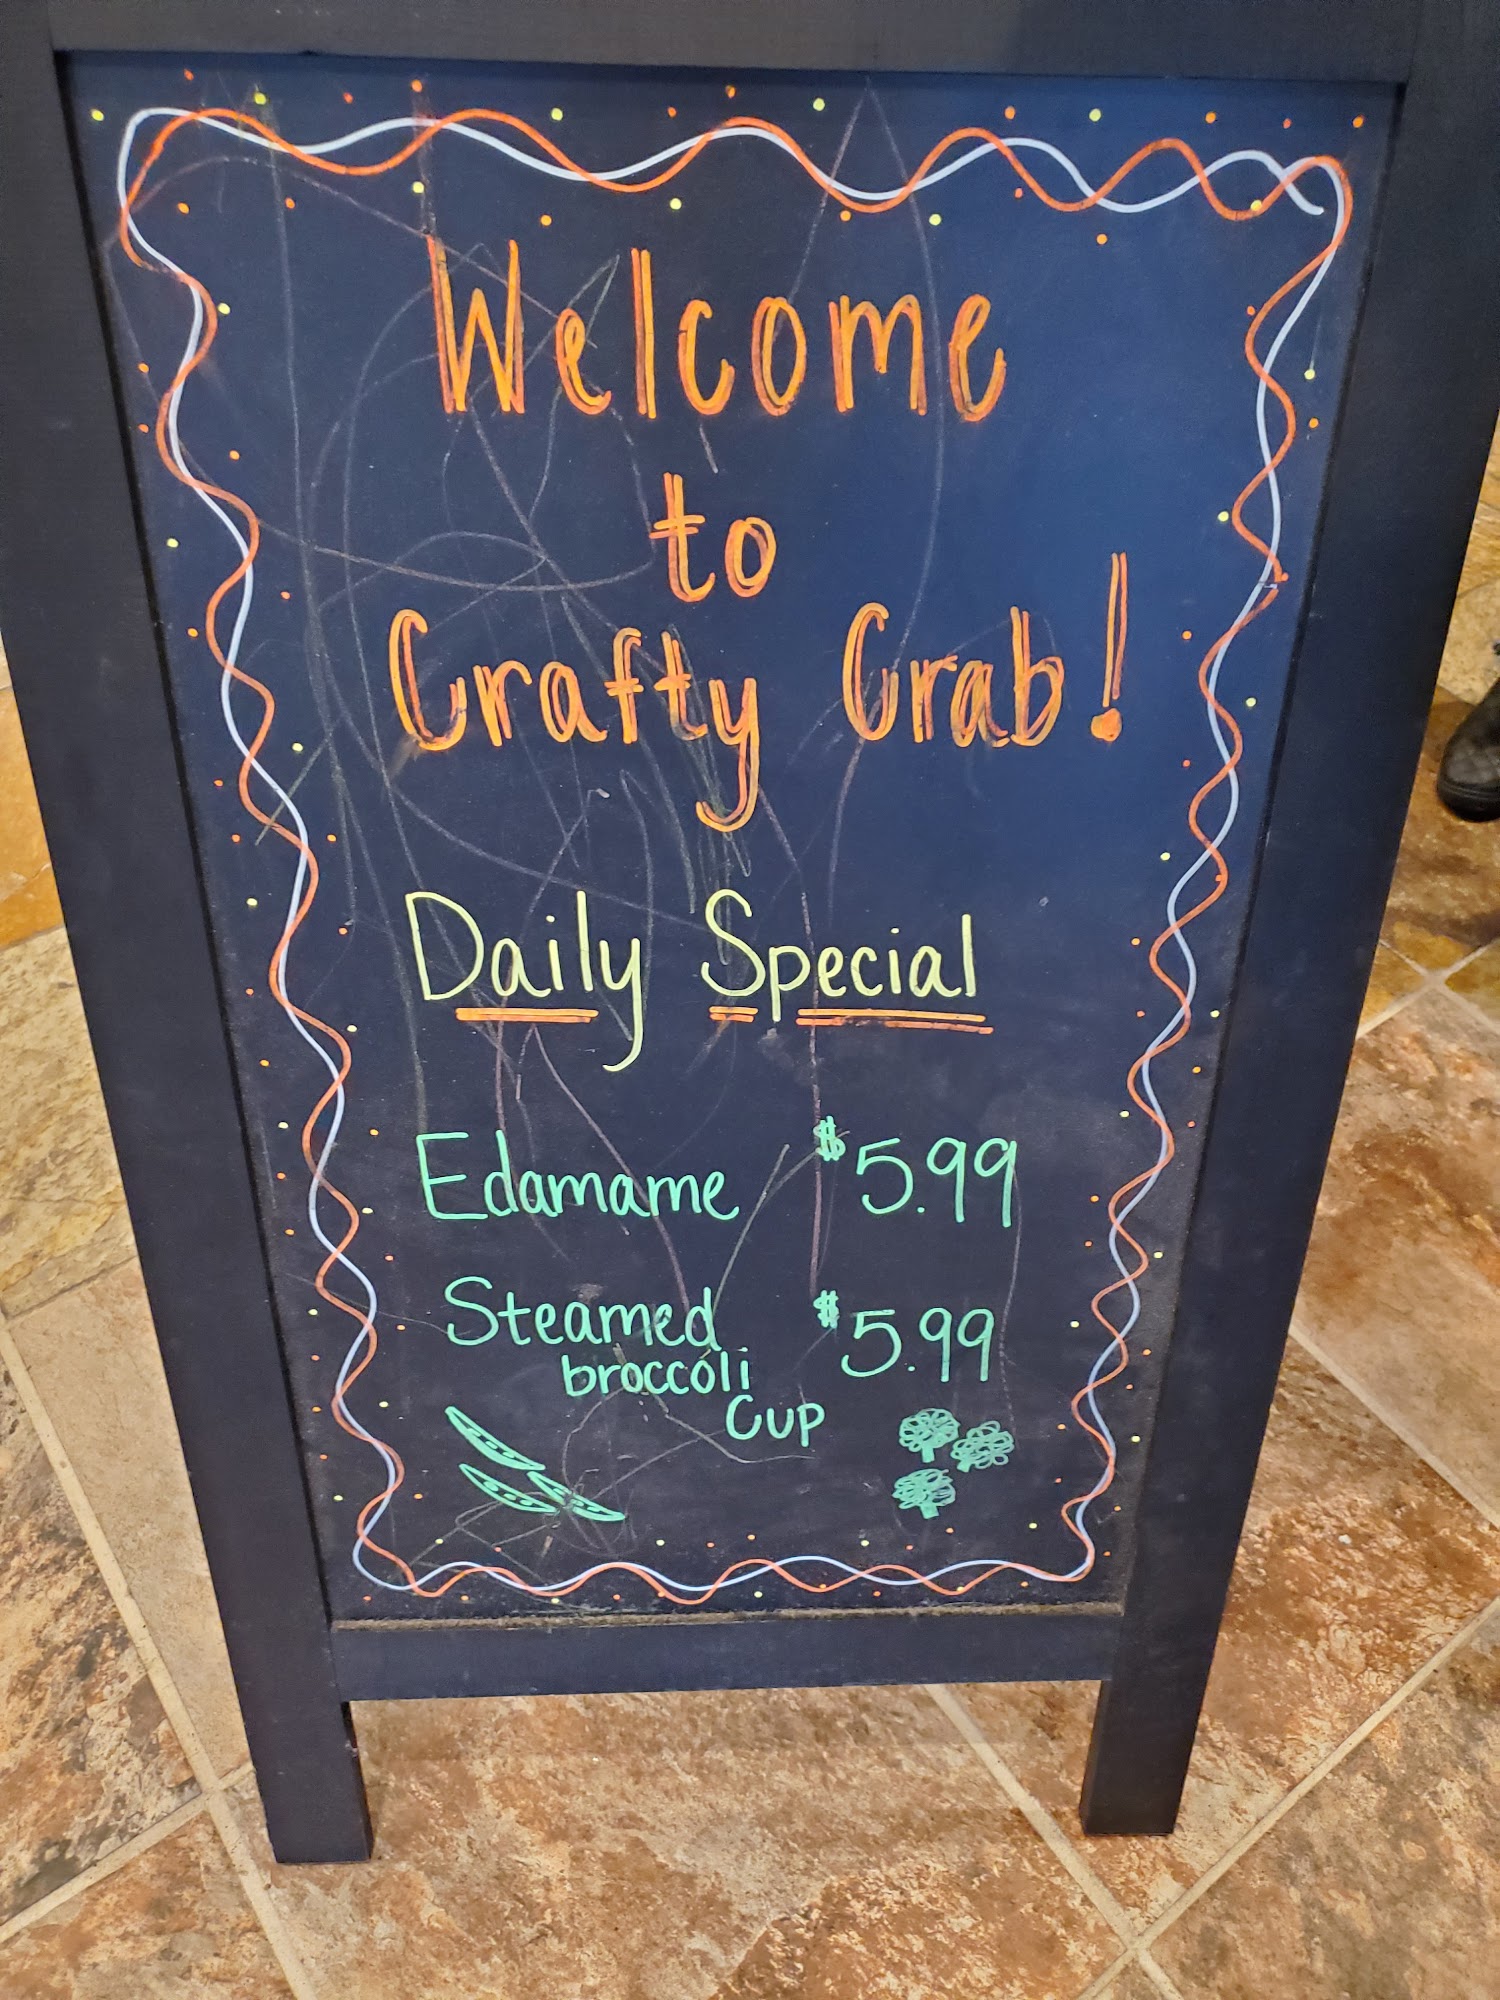 Welcome
to
Crafty Crab!
Daily Special
Edamame $5.99
Steamed $5.99
broccoli
Cup